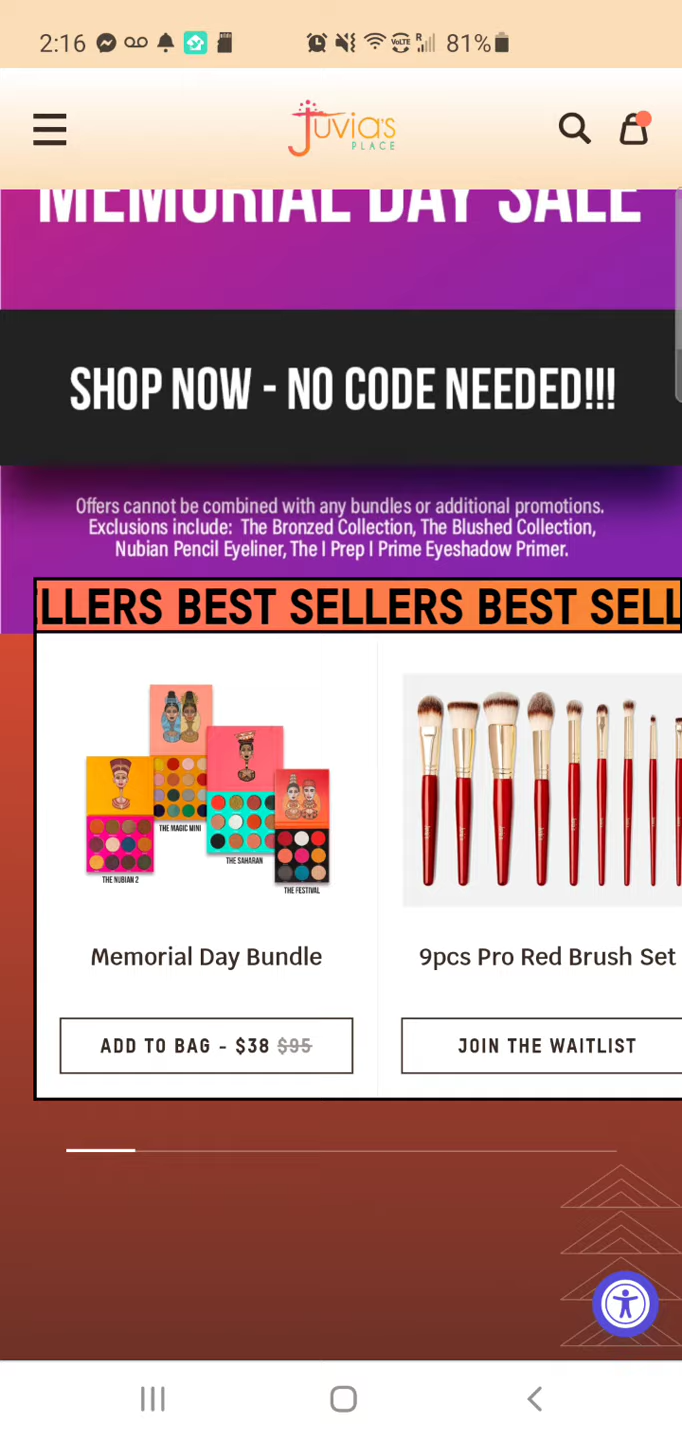 2:16
VoLTE R 81%
Juvia's
PLACE
MEMORIAL DAY SALE
SHOP NOW - NO CODE NEEDED!!!
Offers cannot be combined with any bundles or additional promotions.
Exclusions include: The Bronzed Collection, The Blushed Collection,
Nubian Pencil Eyeliner, The I Prep I Prime Eyeshadow Primer.
ELLERS BEST SELLERS BEST SELL
THE MAGIC MINI
THE SAHARAN
THE NUBIAN 2
THE FESTIVAL
Memorial Day Bundle
9pcs Pro Red Brush Set
ADD TO BAG - $38 $95
JOIN THE WAITLIST